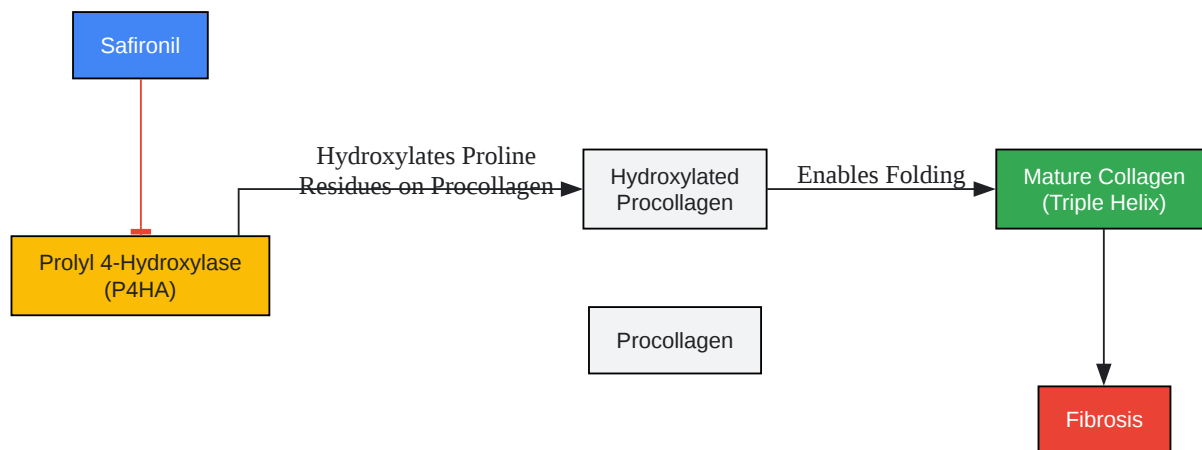 Safironil
Hydroxylates Proline
Residues on Procollagen
Hydroxylated
Procollagen
Enables Folding
Mature Collagen
(Triple Helix)
Prolyl 4-Hydroxylase
(P4HA)
Procollagen
Fibrosis